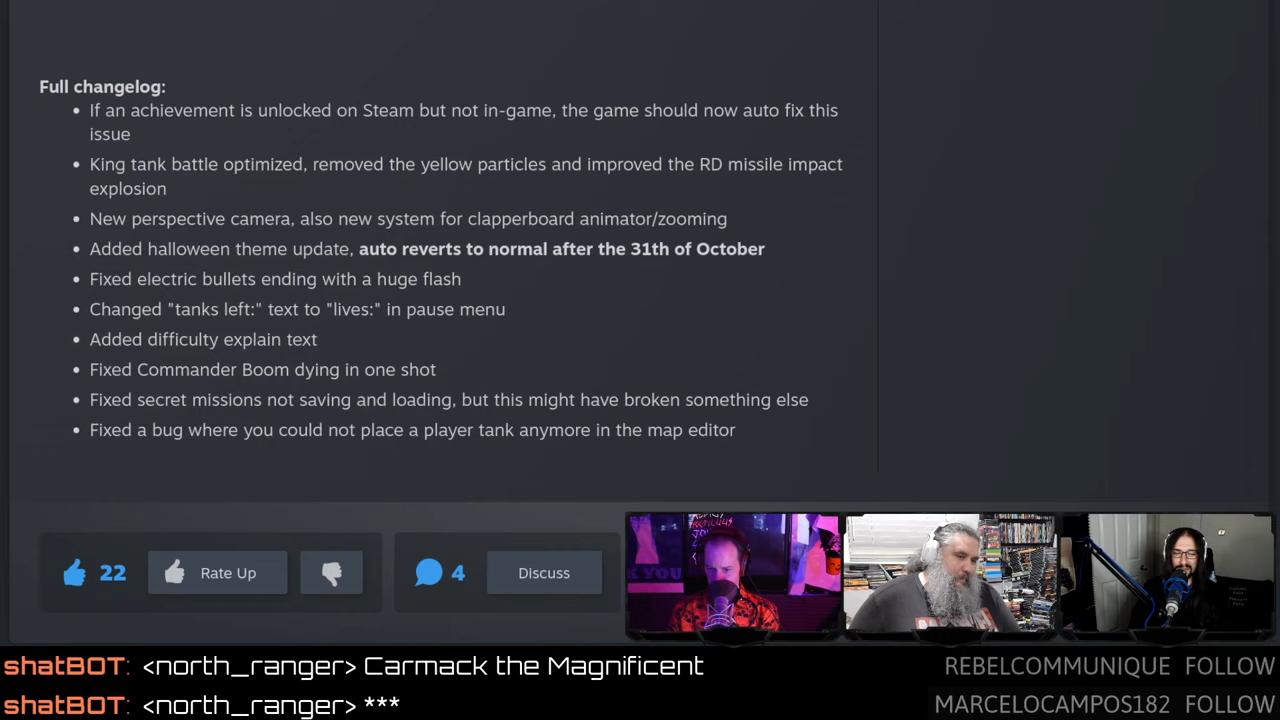 Full changelog:
• If an achievement is unlocked on Steam but not in-game, the game should now auto fix this
issue
• King tank battle optimized, removed the yellow particles and improved the RD missile impact
explosion
• New perspective camera, also new system for clapperboard animator/zooming
• Added halloween theme update, auto reverts to normal after the 31th of October
• Fixed electric bullets ending with a huge flash
• Changed "tanks left:" text to "lives:" in pause menu
• Added difficulty explain text
• Fixed Commander Boom dying in one shot
• Fixed secret missions not saving and loading, but this might have broken something else
• Fixed a bug where you could not place a player tank anymore in the map editor
22 Rate Up 4 Discuss
shatBOT: <north_ranger> Carmack the Magnificent
REBELCOMMUNIQUE FOLLOW
shatBOT: <north_ranger> ***
MARCELOCAMPOS182 FOLLOW